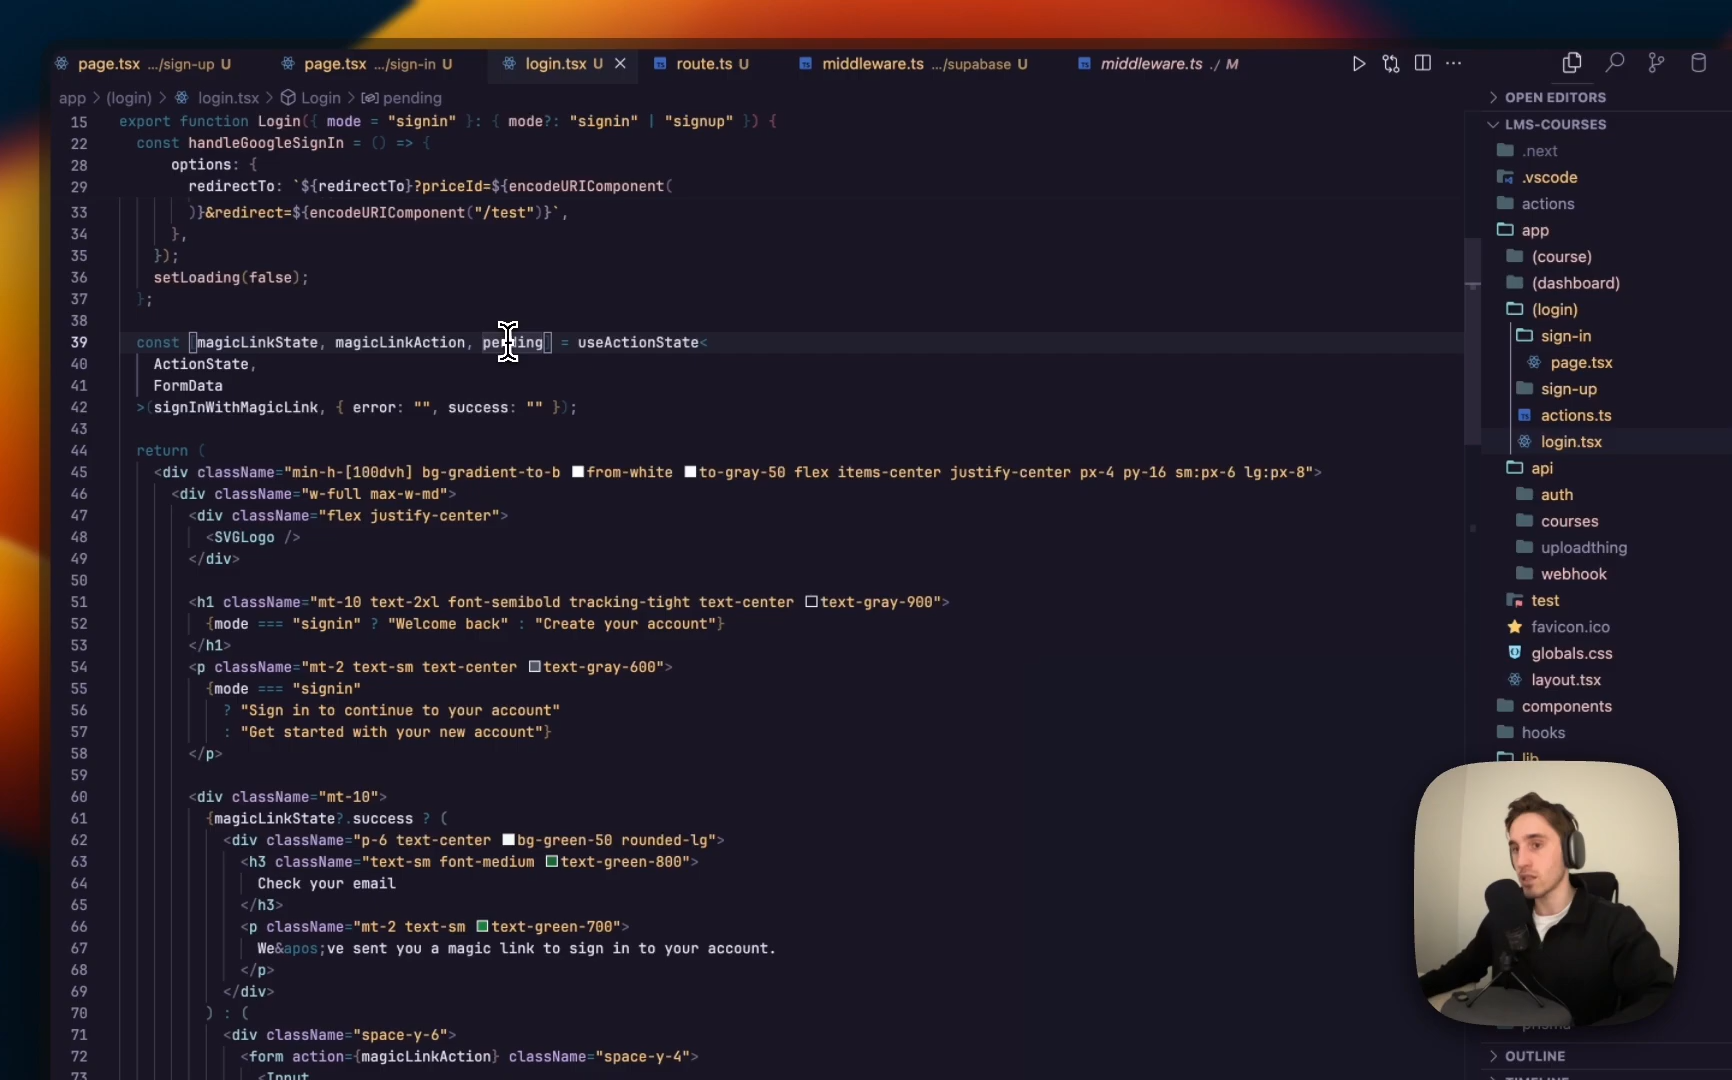 page.tsx .../sign-up U
page.tsx .../sign-in U
login.tsx U
route.ts U
middleware.ts .../supabase U
middleware.ts ./ M
app > (login) > login.tsx > Login > pending
15 export function Login({ mode = "signin" }: { mode?: "signin" | "signup" }) {
22 const handleGoogleSignIn = () => {
28 options: {
29 redirectTo: `${redirectTo}?priceId=${encodeURIComponent(
33 )}&redirect=${encodeURIComponent("/test")}`,
34 },
35 });
36 setLoading(false);
37 };
38
39 const [magicLinkState, magicLinkAction, pending] = useActionState<
40 ActionState,
41 FormData
42 >(signInWithMagicLink, { error: "", success: "" });
43
44 return (
45 <div className="min-h-[100dvh] bg-gradient-to-b from-white to-gray-50 flex items-center justify-center px-4 py-16 sm:px-6 lg:px-8">
46 <div className="w-full max-w-md">
47 <div className="flex justify-center">
48 <SVGLogo />
49 </div>
50
51 <h1 className="mt-10 text-2xl font-semibold tracking-tight text-center text-gray-900">
52 {mode === "signin" ? "Welcome back" : "Create your account"}
53 </h1>
54 <p className="mt-2 text-sm text-center text-gray-600">
55 {mode === "signin"
56 ? "Sign in to continue to your account"
57 : "Get started with your new account"}
58 </p>
59
60 <div className="mt-10">
61 {magicLinkState?.success ? (
62 <div className="p-6 text-center bg-green-50 rounded-lg">
63 <h3 className="text-sm font-medium text-green-800">
64 Check your email
65 </h3>
66 <p className="mt-2 text-sm text-green-700">
67 We&apos;ve sent you a magic link to sign in to your account.
68 </p>
69 </div>
70 ) : (
71 <div className="space-y-6">
72 <form action={magicLinkAction} className="space-y-4">
73 <Input
OPEN EDITORS
LMS-COURSES
.next
.vscode
actions
app
(course)
(dashboard)
(login)
sign-in
page.tsx
sign-up
actions.ts
login.tsx
api
auth
courses
uploadthing
webhook
test
favicon.ico
globals.css
layout.tsx
components
hooks
lib
prisma
OUTLINE
TIMELINE